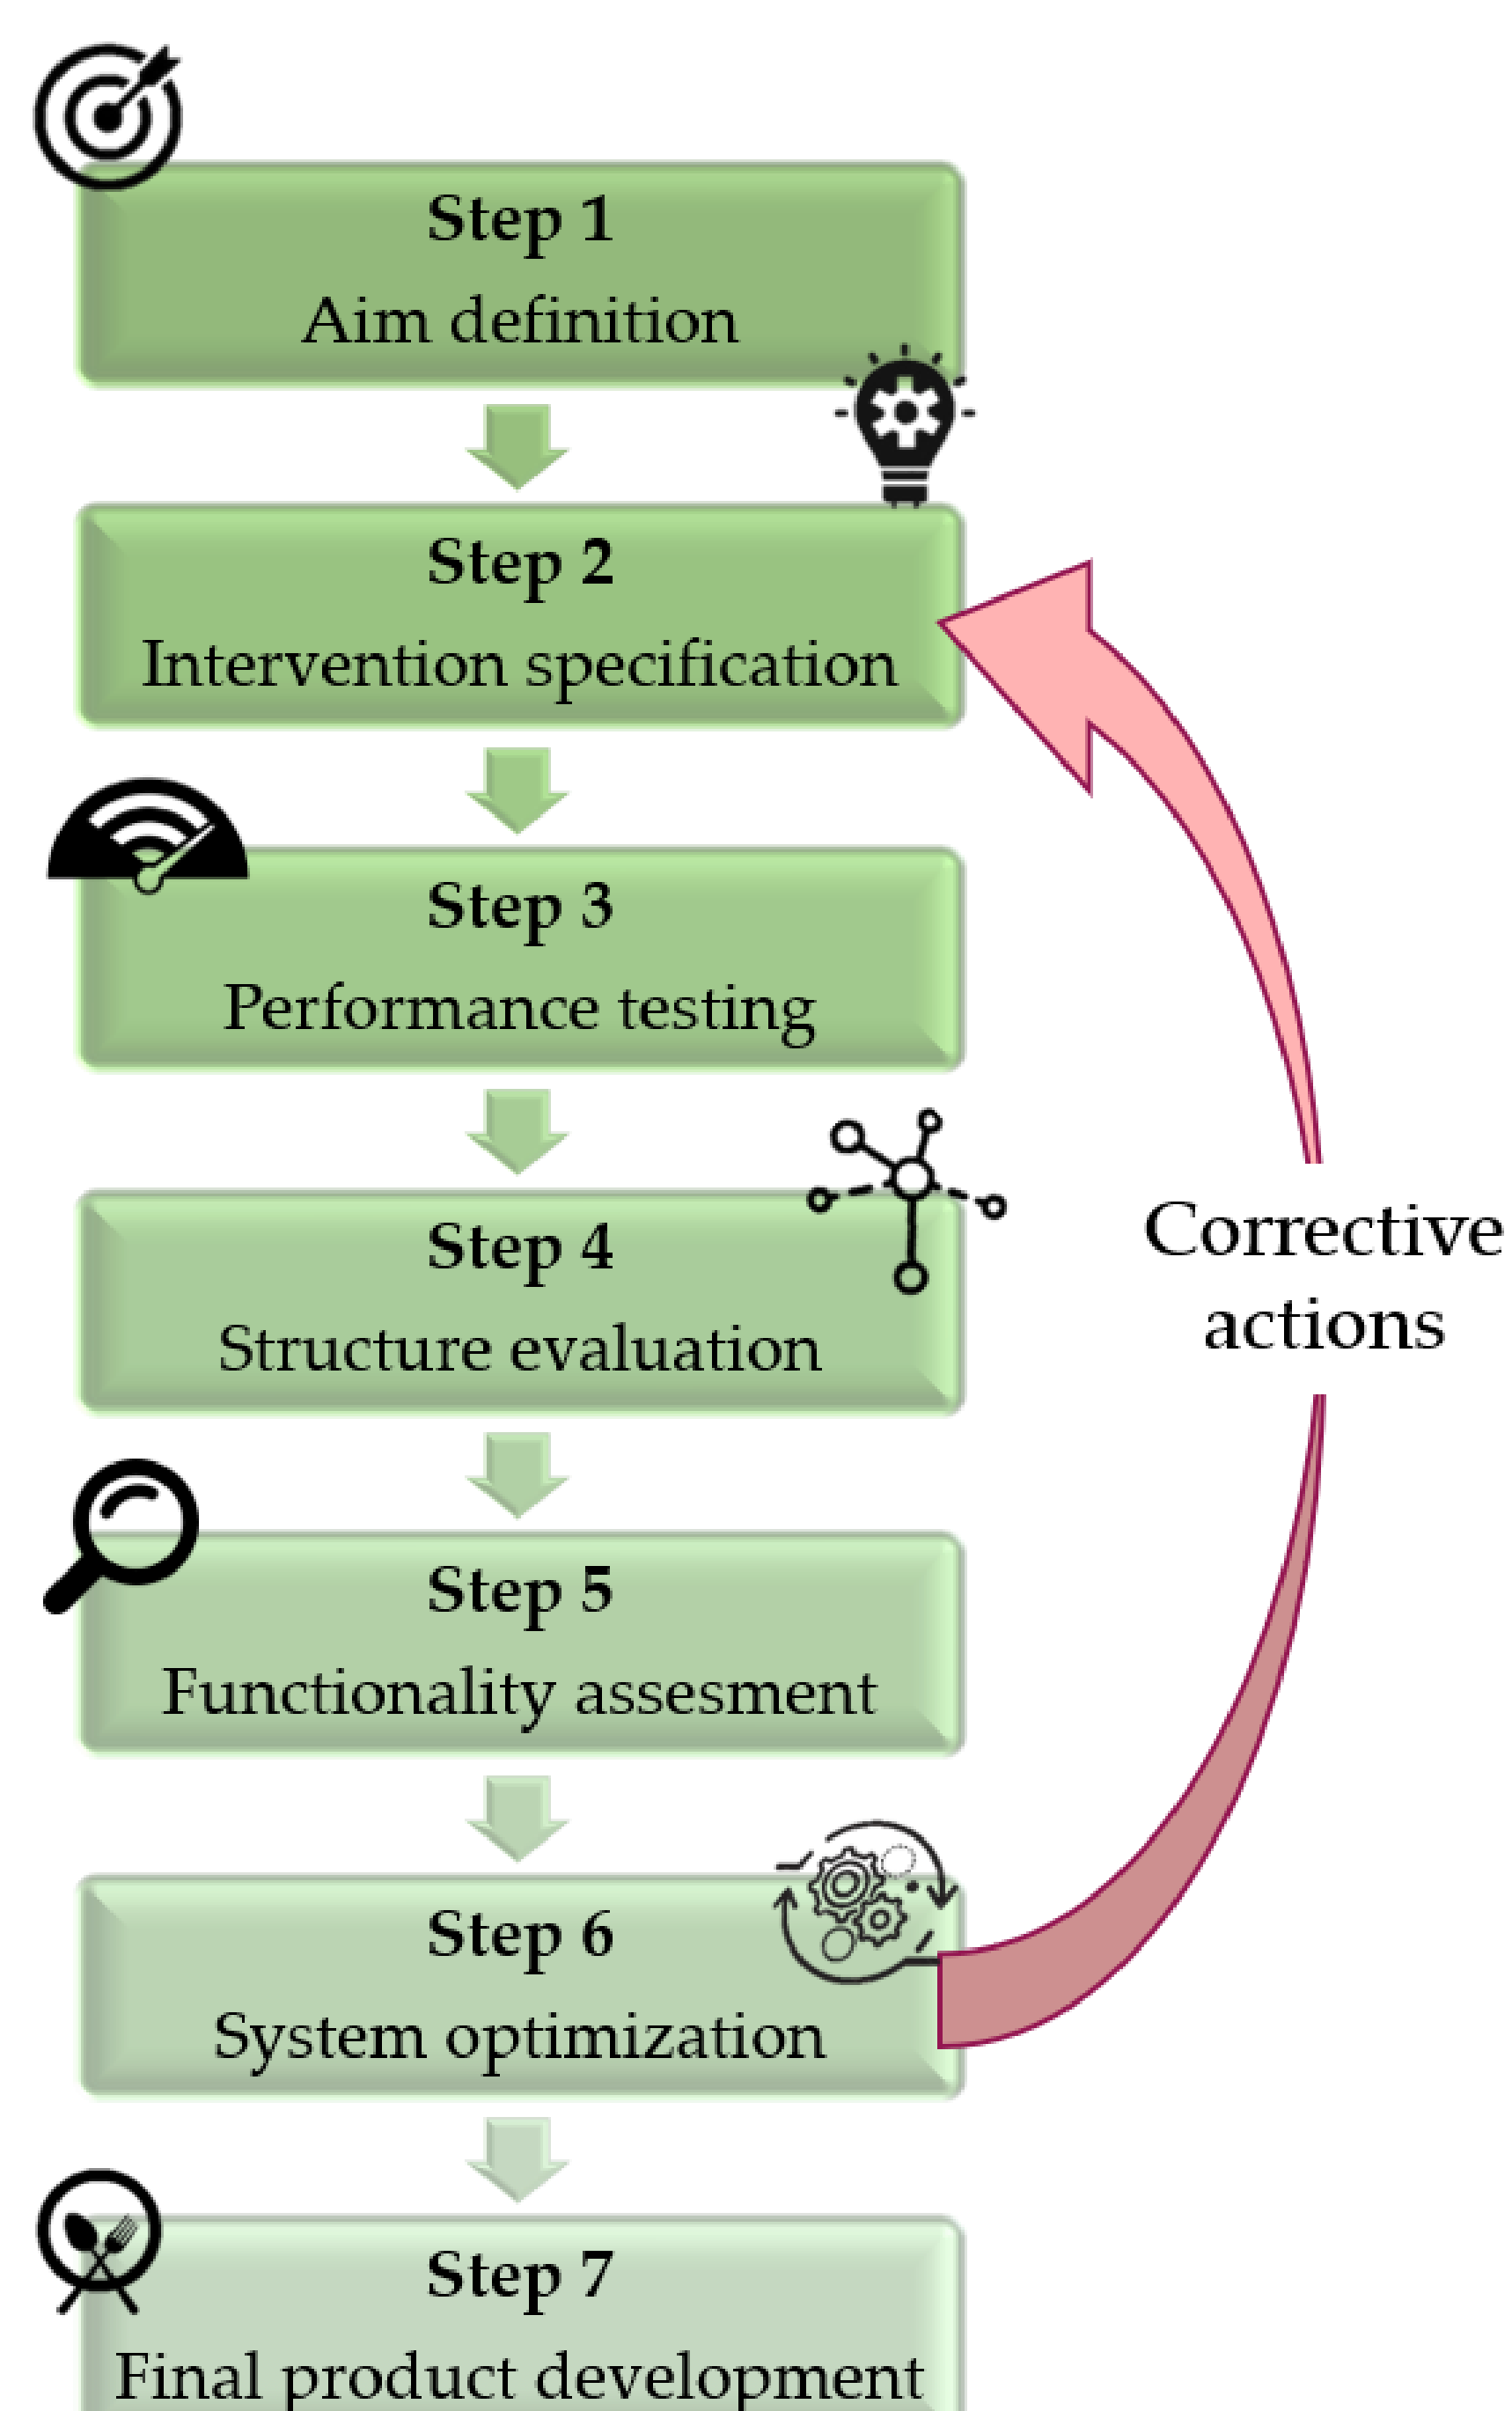 Step 1
Aim definition
Step 2
Intervention specification
Step 3
Performance testing
Step 4
Structure evaluation
Corrective
actions
Step 5
Functionality assesment
Step 6
System optimization
Step 7
Final product development